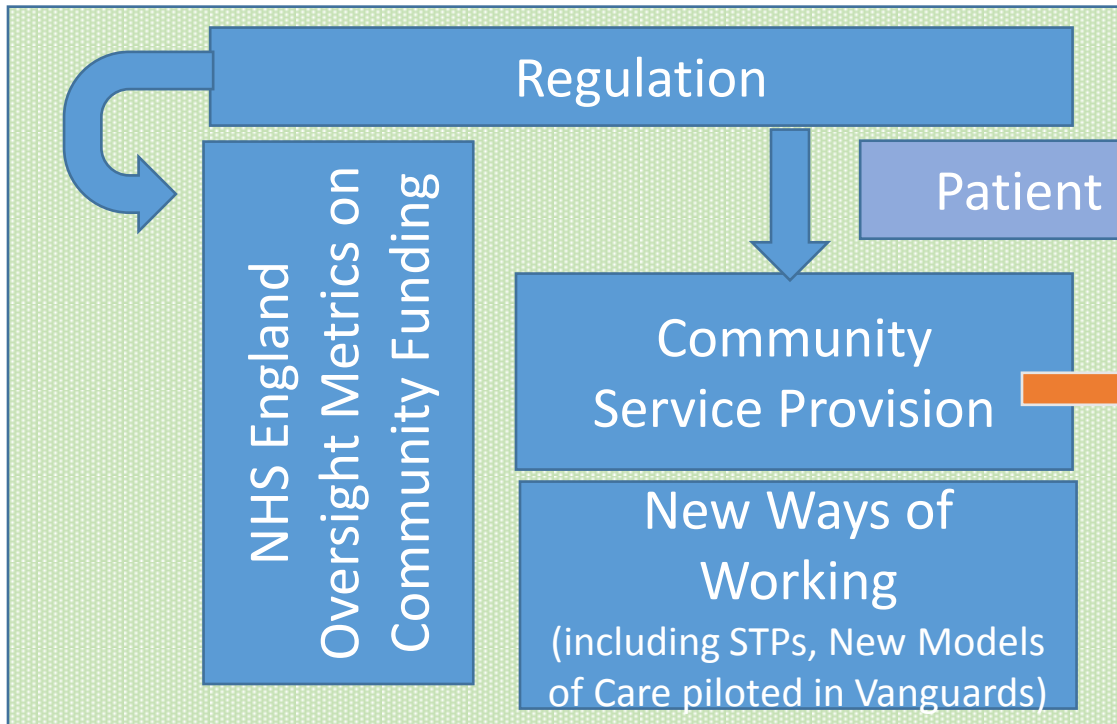 Regulation
Patient
NHS England
Oversight Metrics on
Community Funding
Community
Service Provision
New Ways of
Working
(including STPs, New Models
of Care piloted in Vanguards)